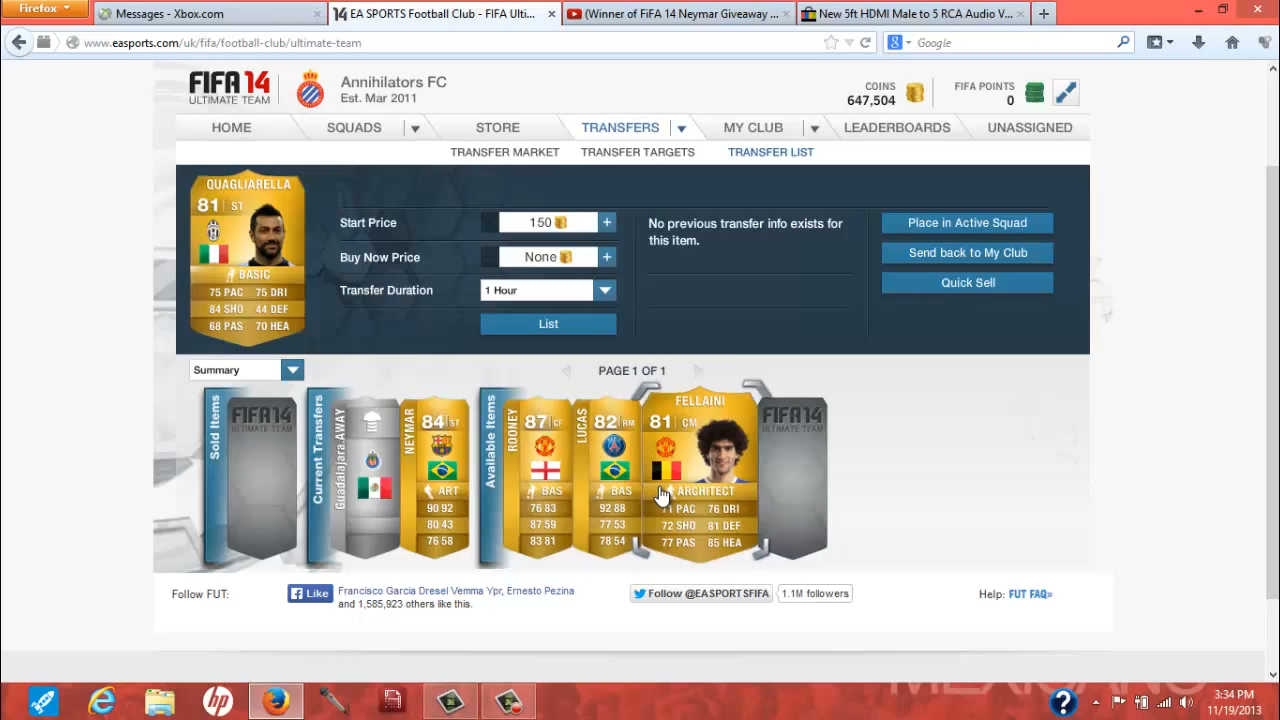 Firefox
Messages - Xbox.com
EA SPORTS Football Club - FIFA Ulti...
(Winner of FiFA 14 Neymar Giveaway ...
New 5ft HDMI Male to 5 RCA Audio V...
www.easports.com/uk/fifa/football-club/ultimate-team
Google
FIFA 14
ULTIMATE TEAM
Annihilators FC
Est. Mar 2011
COINS
647,504
FIFA POINTS
0
HOME
SQUADS
STORE
TRANSFERS
MY CLUB
LEADERBOARDS
UNASSIGNED
TRANSFER MARKET
TRANSFER TARGETS
TRANSFER LIST
QUAGLIARELLA
81 ST
BASIC
75 PAC 75 DRI
84 SHO 44 DEF
68 PAS 70 HEA
Start Price
150
Buy Now Price
None
Transfer Duration
1 Hour
List
No previous transfer info exists for
this item.
Place in Active Squad
Send back to My Club
Quick Sell
Summary
PAGE 1 OF 1
Sold Items
FIFA14
ULTIMATE TEAM
Current Transfers
Guadalajara.AWAY
NEYMAR
84 ST
ART
90 92
80 43
76 58
Available Items
ROONEY
87 CF
BAS
76 83
87 59
83 81
LUCAS
82 RM
BAS
92 88
77 53
78 54
FELLAINI
81 CM
ARCHITECT
71 PAC 76 DRI
72 SHO 81 DEF
77 PAS 85 HEA
FIFA14
ULTIMATE TEAM
Follow FUT:
Like
Francisco Garcia Dresel Vemma Ypr, Ernesto Pezina
and 1,585,923 others like this.
Follow @EASPORTSFIFA
1.1M followers
Help: FUT FAQ»
hp
3:34 PM
11/19/2013